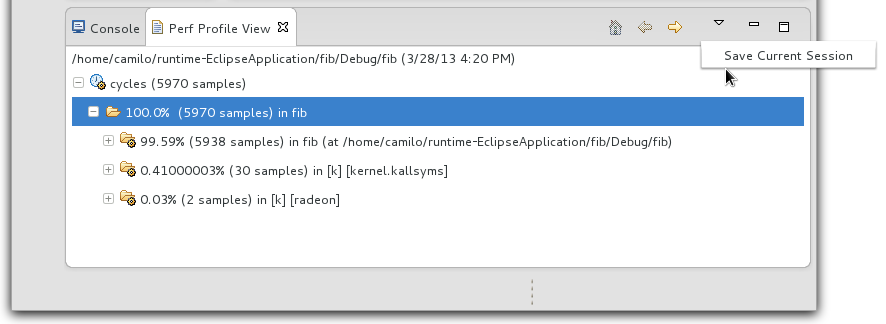 Console Perf Profile View
Save Current Session
/home/camilo/runtime-EclipseApplication/fib/Debug/fib (3/28/13 4:20 PM)
cycles (5970 samples)
100.0% (5970 samples) in fib
99.59% (5938 samples) in fib (at /home/camilo/runtime-EclipseApplication/fib/Debug/fib)
0.41000003% (30 samples) in [k] [kernel.kallsyms]
0.03% (2 samples) in [k] [radeon]